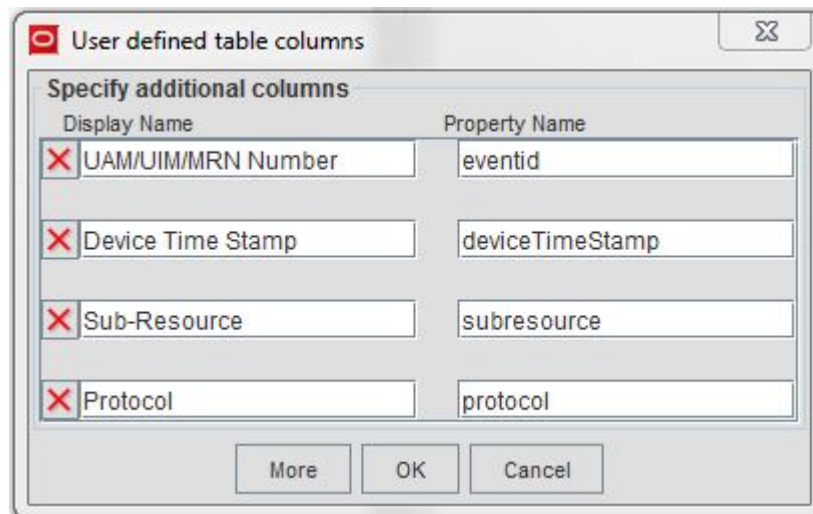 User defined table columns
Specify additional columns
Display Name Property Name
UAM/UIM/MRN Number eventid
Device Time Stamp deviceTimeStamp
Sub-Resource subresource
Protocol protocol
More OK Cancel